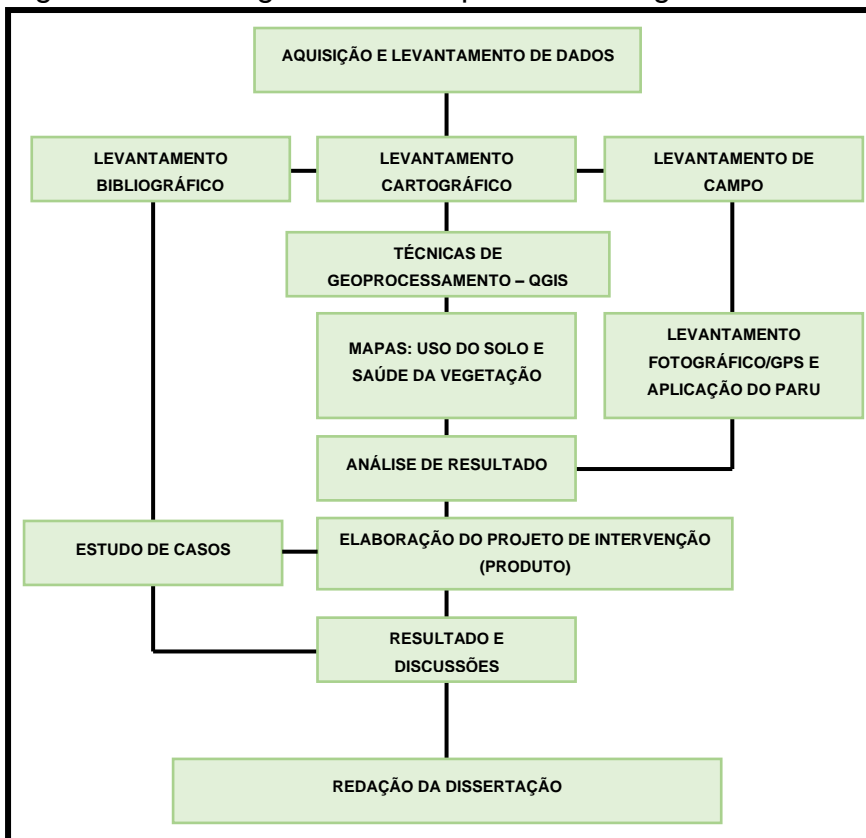 AQUISIÇÃO E LEVANTAMENTO DE DADOS
LEVANTAMENTO
BIBLIOGRÁFICO
LEVANTAMENTO
CARTOGRÁFICO
LEVANTAMENTO DE
CAMPO
TÉCNICAS DE
GEOPROCESSAMENTO – QGIS
MAPAS: USO DO SOLO E
SAÚDE DA VEGETAÇÃO
LEVANTAMENTO
FOTOGRÁFICO/GPS E
APLICAÇÃO DO PARU
ANÁLISE DE RESULTADO
ESTUDO DE CASOS
ELABORAÇÃO DO PROJETO DE INTERVENÇÃO
(PRODUTO)
RESULTADO E
DISCUSSÕES
REDAÇÃO DA DISSERTAÇÃO